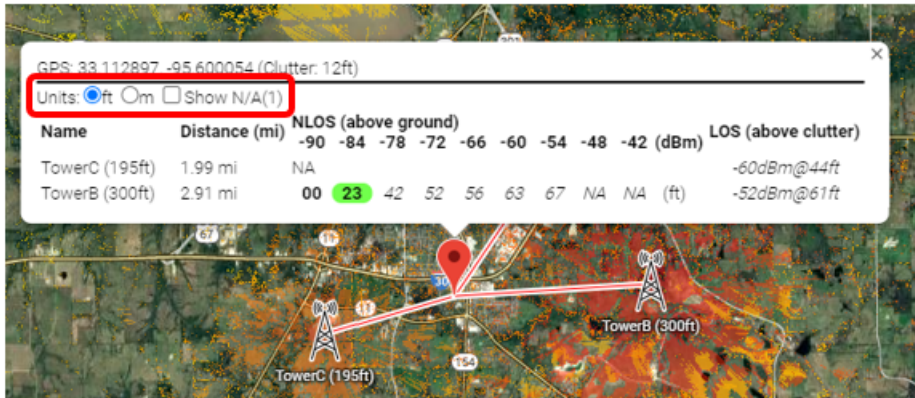 GPS: 33.112897, -95.600054 (Clutter: 12ft)
Units: ft m Show N/A(1)
Name Distance (mi) NLOS (above ground) LOS (above clutter)
-90 -84 -78 -72 -66 -60 -54 -48 -42 (dBm)
TowerC (195ft) 1.99 mi NA -60dBm@44ft
TowerB (300ft) 2.91 mi 00 23 42 52 56 63 67 NA NA (ft) -52dBm@61ft
67
11
30
11
TowerB (300ft)
154
TowerC (195ft)